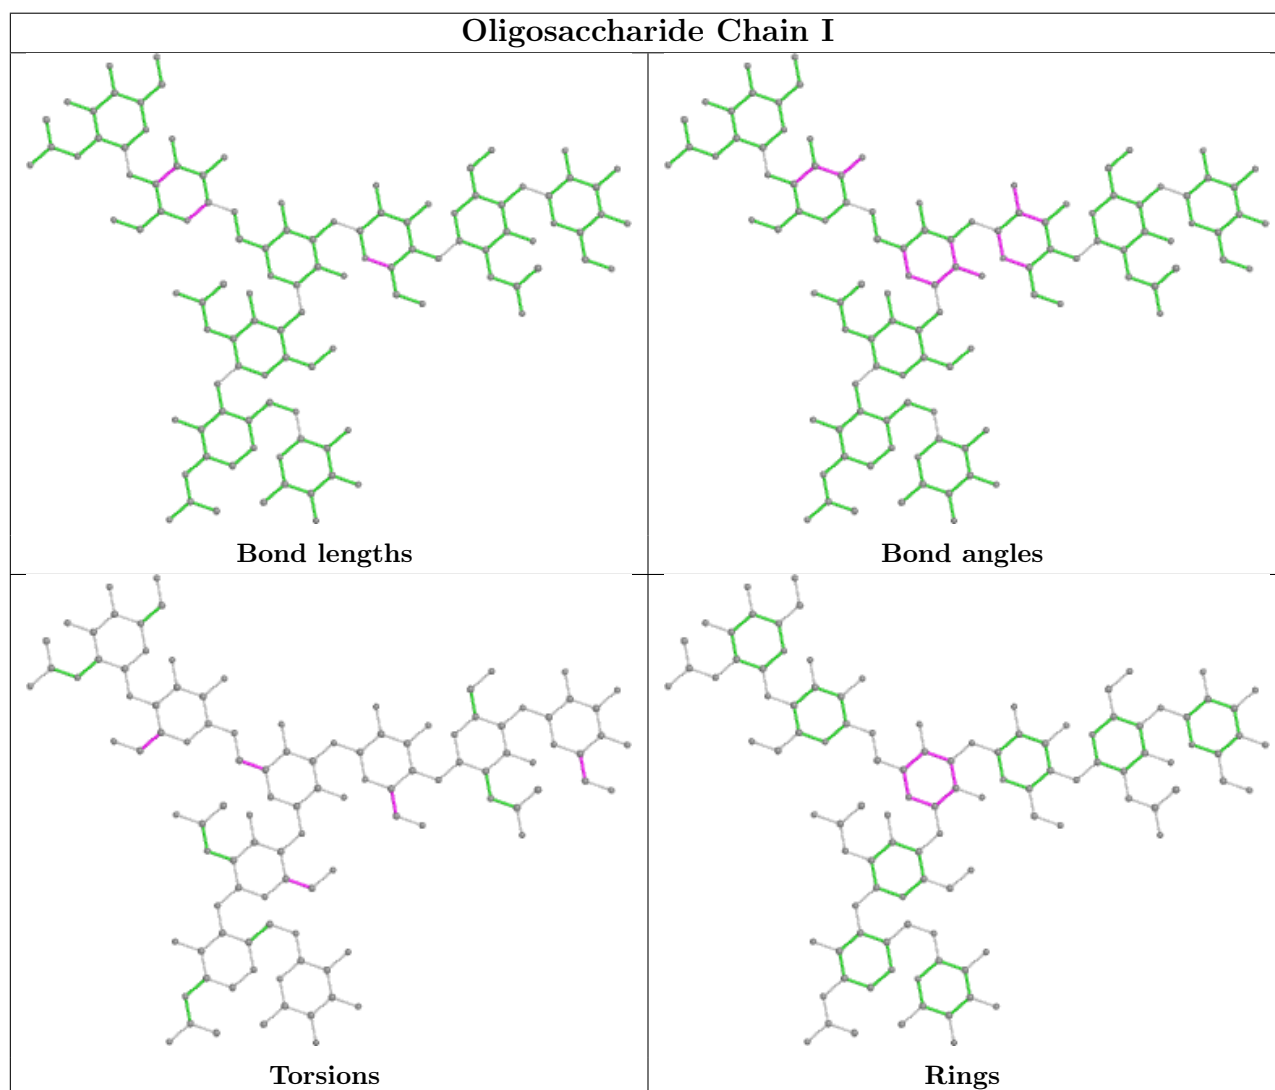 Oligosaccharide Chain I
Bond lengths
Bond angles
Torsions
Rings